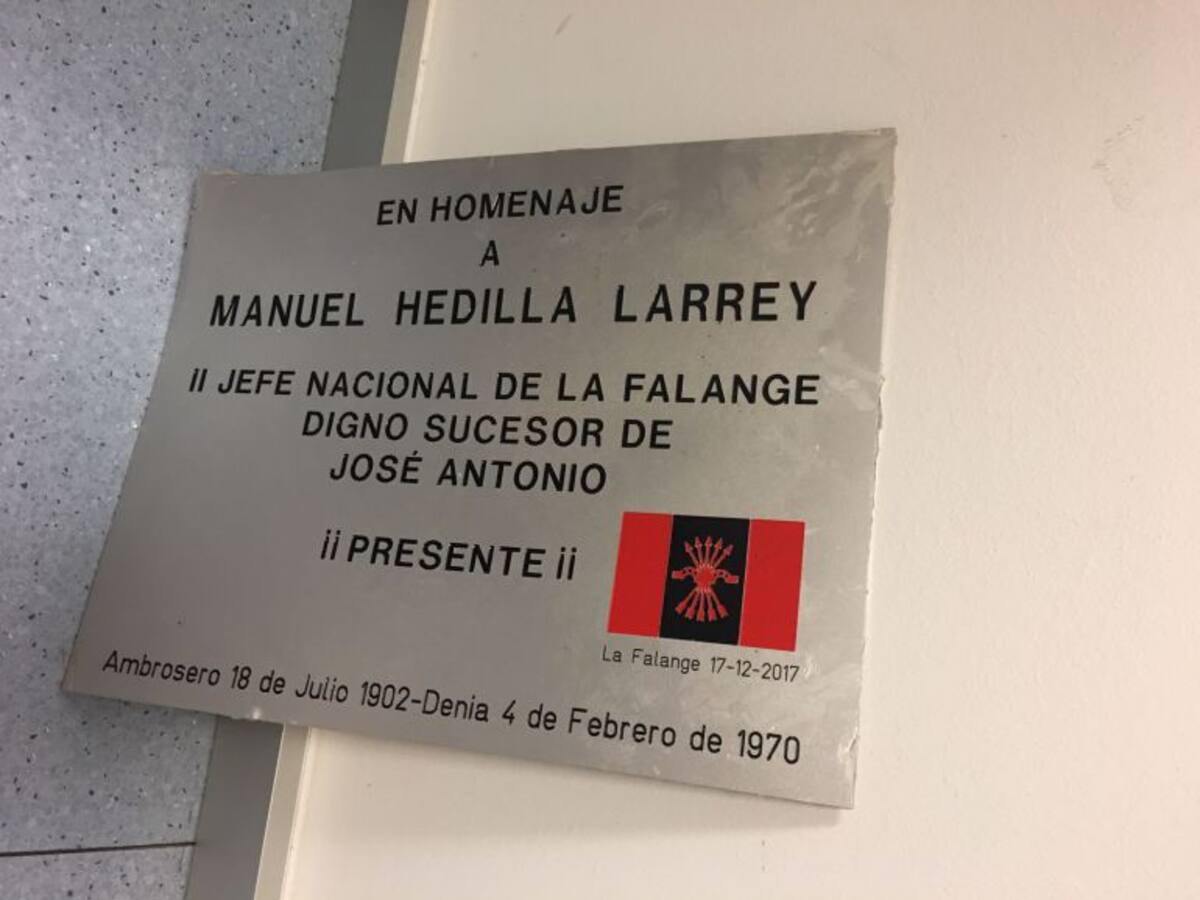 EN HOMENAJE
A
MANUEL HEDILLA LARREY
II JEFE NACIONAL DE LA FALANGE
DIGNO SUCESOR DE
JOSÉ ANTONIO
¡¡ PRESENTE ¡¡
La Falange 17-12-2017
Ambrosero 18 de Julio 1902-Denia 4 de Febrero de 1970